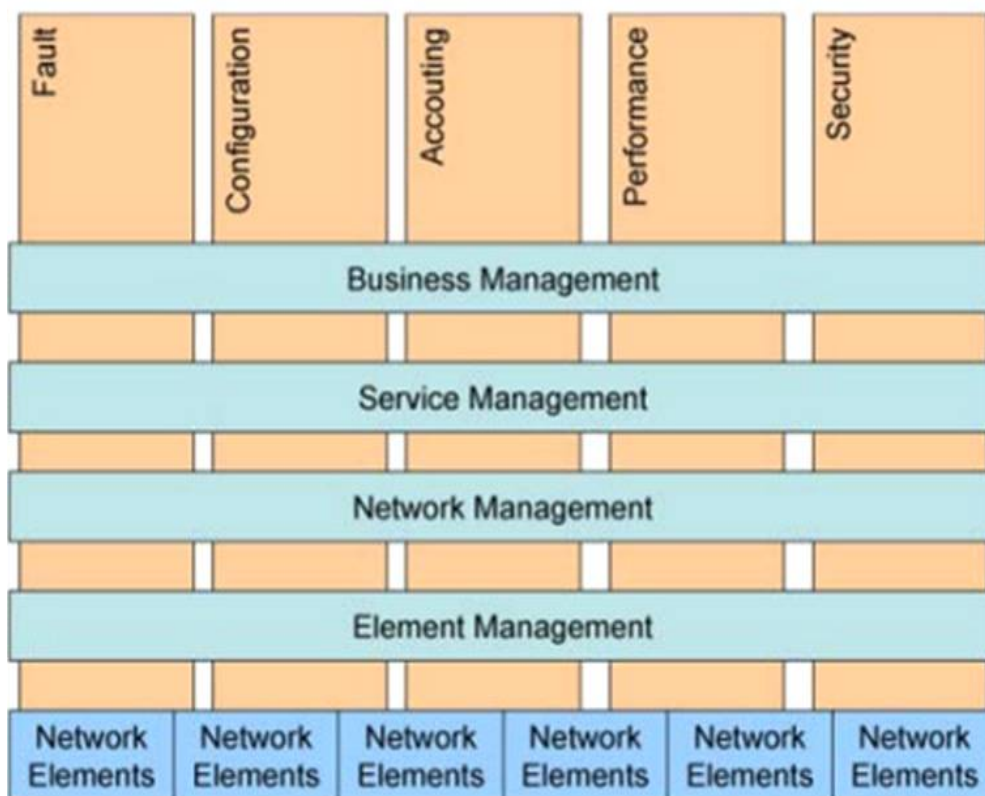 Fault
Configuration
Accouting
Performance
Security
Business Management
Service Management
Network Management
Element Management
Network
Elements
Network
Elements
Network
Elements
Network
Elements
Network
Elements
Network
Elements